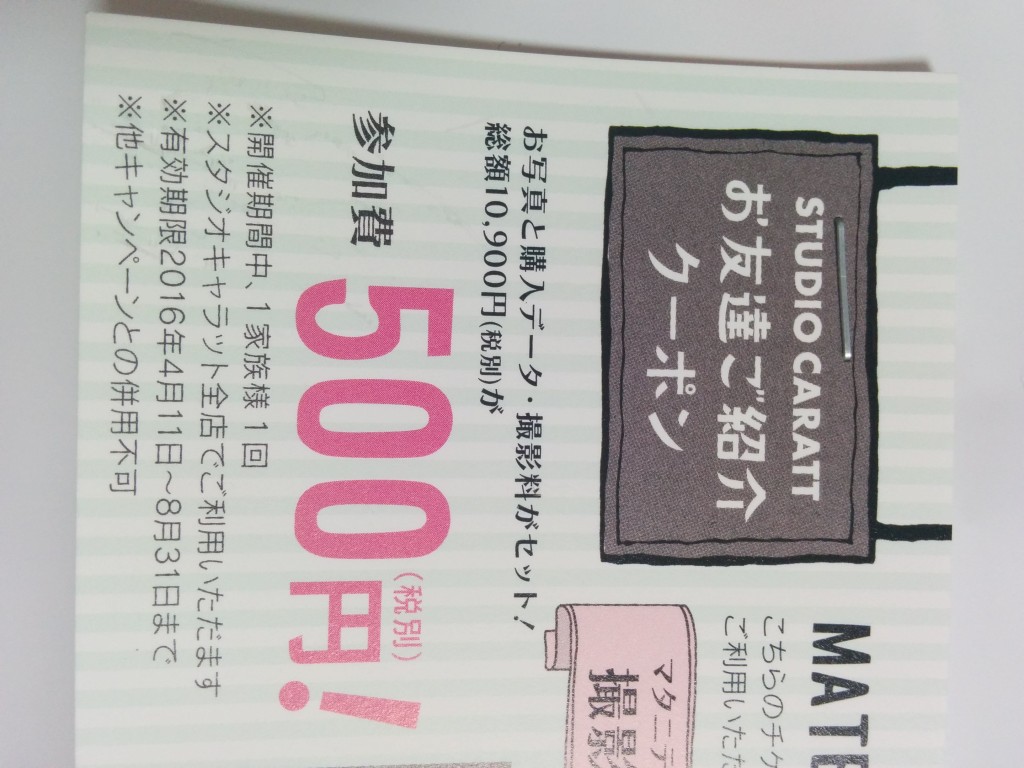 STUDIO CARATT
お友達ご紹介
クーポン
お写真と購入データ・撮影料がセット!
総額10,900円(税別)が
参加費 500円!
(税別)
※開催期間中、1家族様1回
※スタジオキャラット全店でご利用いただます
※有効期限2016年4月11日~8月31日まで
※他キャンペーンとの併用不可
MATE
こちらのチケ
ご利用いただ
マタニテ
撮影